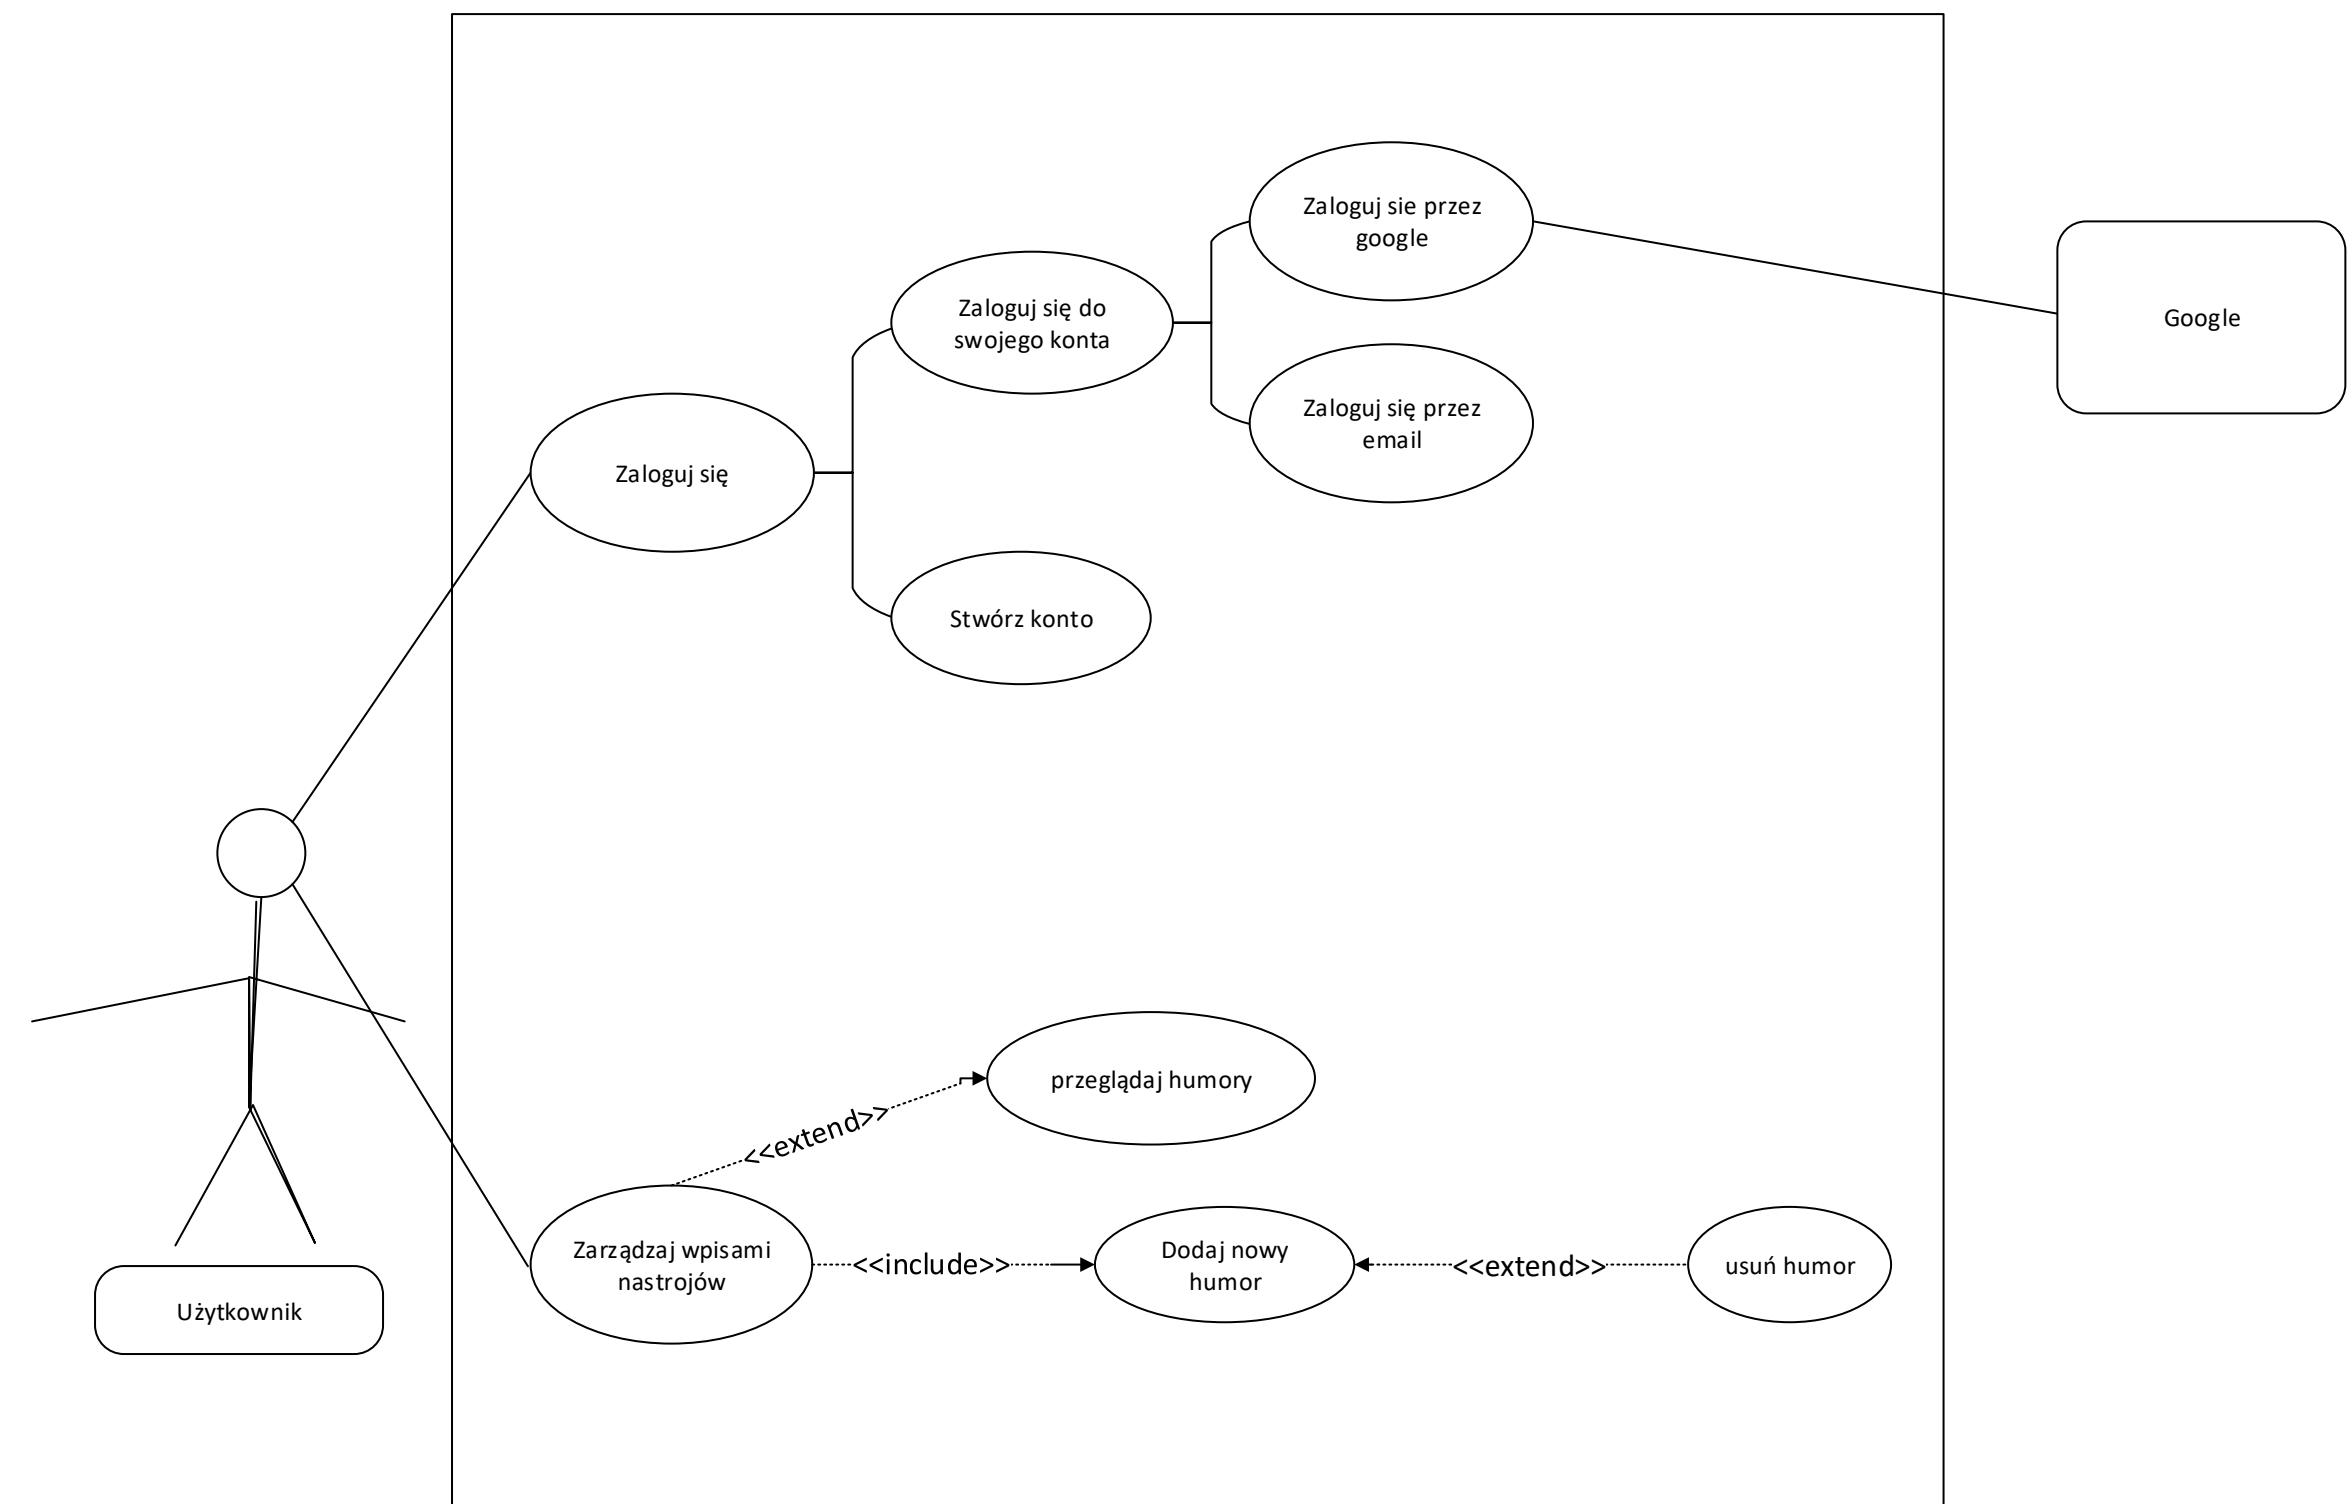 Zaloguj sie przez
google
Zaloguj się do
swojego konta
Google
Zaloguj się przez
email
Zaloguj się
Stwórz konto
przeglądaj humory
<<extend>>
Zarządzaj wpisami
nastrojów
<<include>>
Dodaj nowy
humor
<<extend>>
usuń humor
Użytkownik